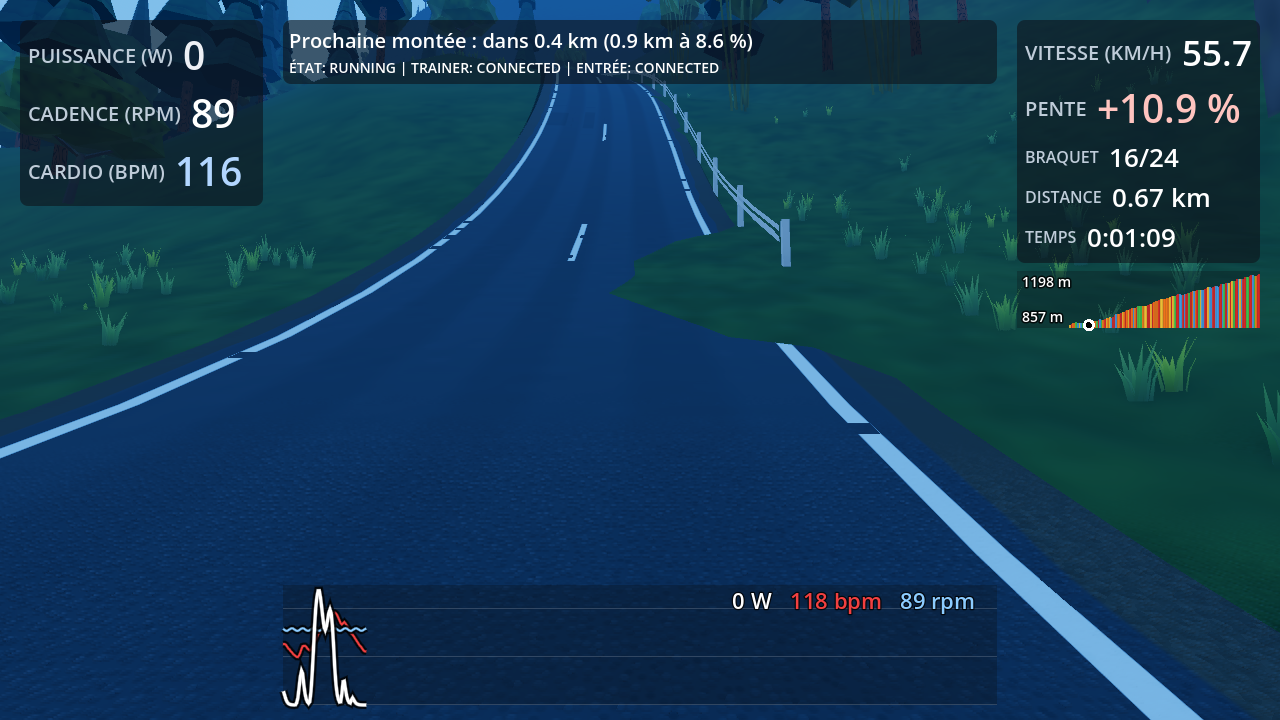 PUISSANCE (W) 0
CADENCE (RPM) 89
CARDIO (BPM) 116
Prochaine montée : dans 0.4 km (0.9 km à 8.6 %)
ÉTAT: RUNNING | TRAINER: CONNECTED | ENTRÉE: CONNECTED
VITESSE (KM/H) 55.7
PENTE +10.9 %
BRAQUET 16/24
DISTANCE 0.67 km
TEMPS 0:01:09
1198 m
857 m
0 W 118 bpm 89 rpm